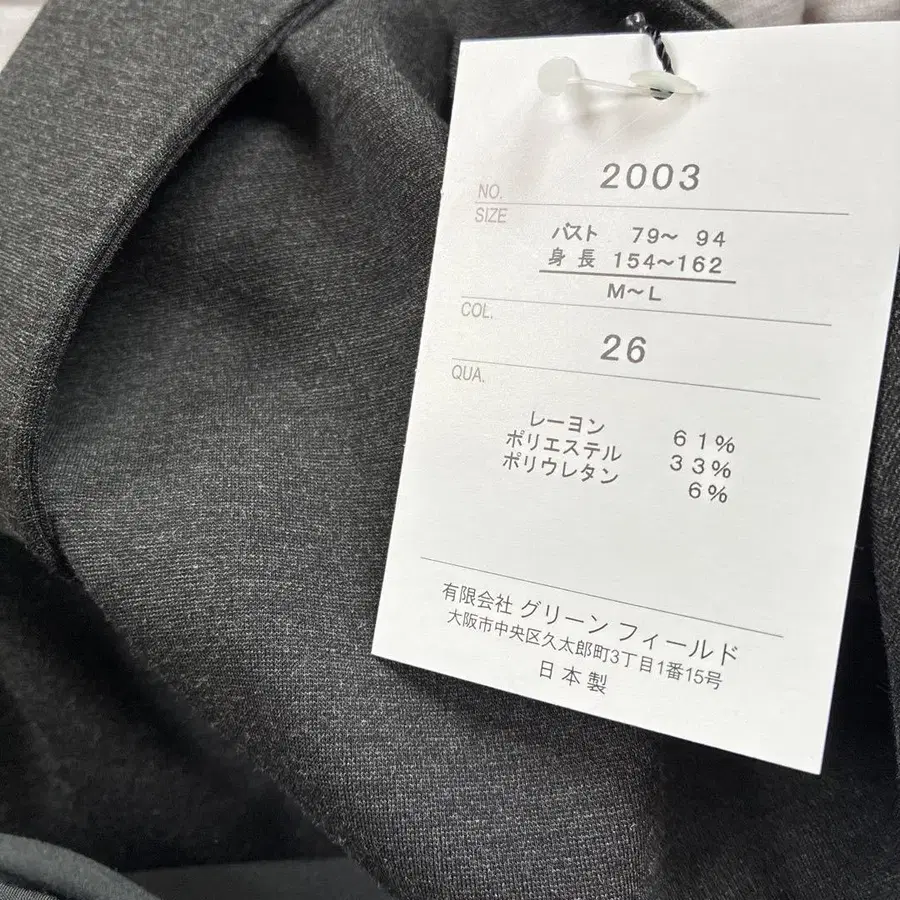 NO. 2003
SIZE
バスト 79～ 94
身 長 154～162
M～L
COL.
26
QUA.
レーヨン 61%
ポリエステル 33%
ポリウレタン 6%
有限会社 グリーン フィールド
大阪市中央区久太郎町3丁目1番15号
日 本 製